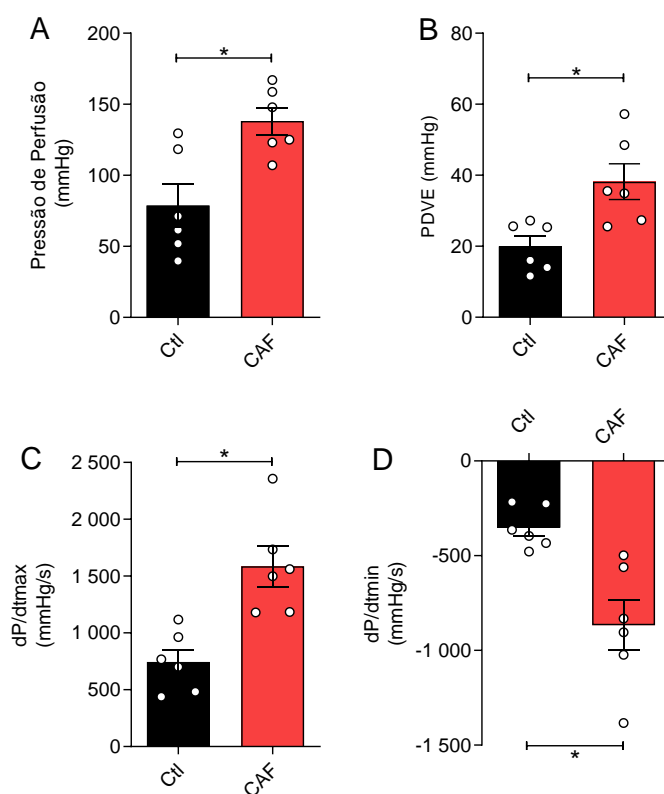 A
Pressão de Perfusão
(mmHg)
200
150
100
50
0
*
Ctl
CAF
B
PDVE (mmHg)
80
60
40
20
0
*
Ctl
CAF
C
dP/dtmax
(mmHg/s)
2 500
2 000
1 500
1 000
500
0
*
Ctl
CAF
D
dP/dtmin
(mmHg/s)
Ctl
CAF
0
-500
-1 000
-1 500
*